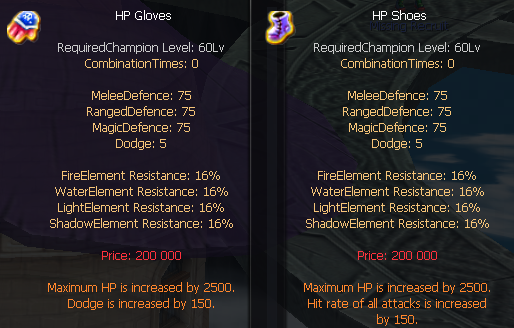 HP Gloves
RequiredChampion Level: 60Lv
CombinationTimes: 0
MeleeDefence: 75
RangedDefence: 75
MagicDefence: 75
Dodge: 5
FireElement Resistance: 16%
WaterElement Resistance: 16%
LightElement Resistance: 16%
ShadowElement Resistance: 16%
Price: 200 000
Maximum HP is increased by 2500.
Dodge is increased by 150.
HP Shoes
RequiredChampion Level: 60Lv
CombinationTimes: 0
MeleeDefence: 75
RangedDefence: 75
MagicDefence: 75
Dodge: 5
FireElement Resistance: 16%
WaterElement Resistance: 16%
LightElement Resistance: 16%
ShadowElement Resistance: 16%
Price: 200 000
Maximum HP is increased by 2500.
Hit rate of all attacks is increased
by 150.